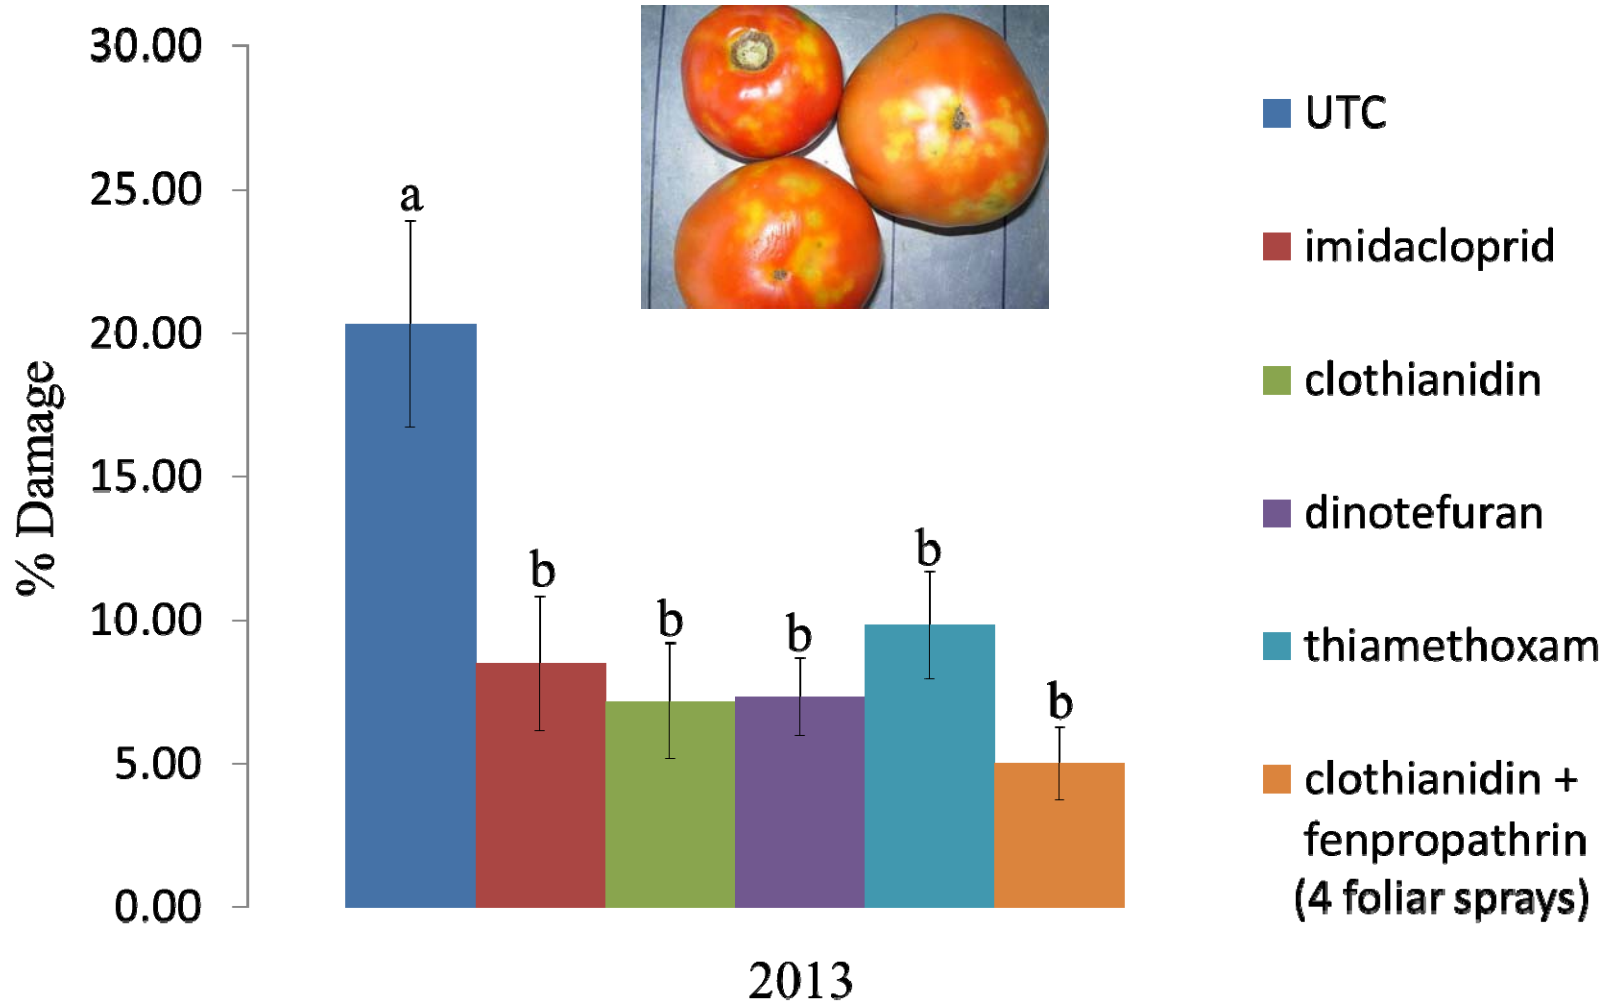 30.00
25.00
20.00
15.00
10.00
5.00
0.00
% Damage
a
b
b
b
b
b
2013
UTC
imidacloprid
clothianidin
dinotefuran
thiamethoxam
clothianidin +
fenpropathrin
(4 foliar sprays)